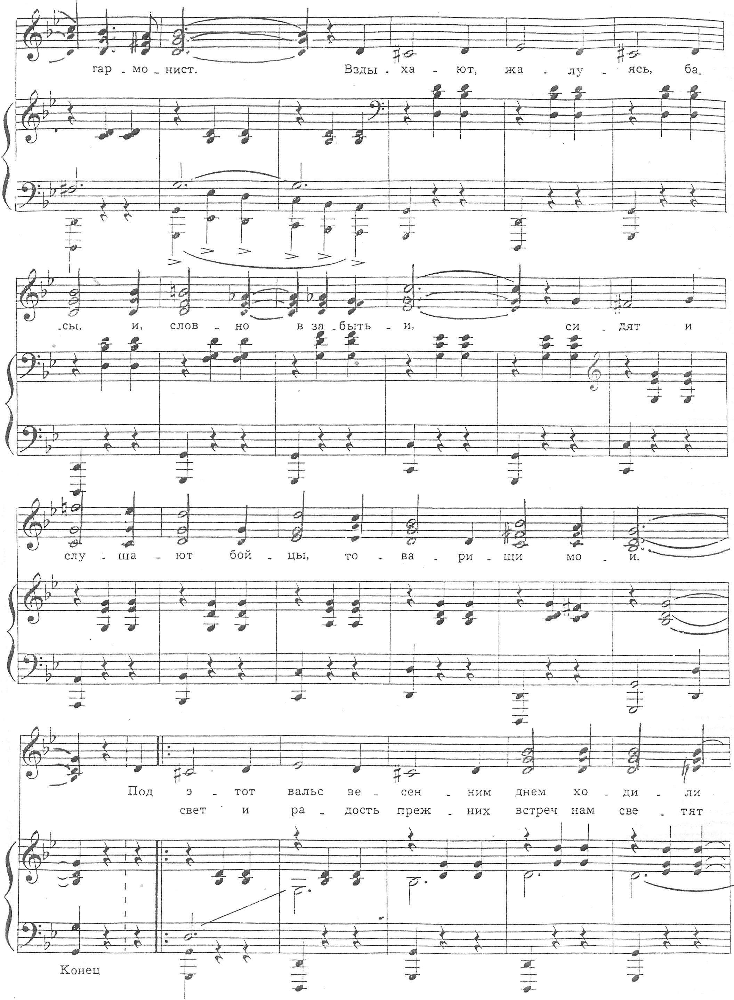 гар - мо - нист. Взды - ха - ют, жа - лу - ясь, ба-
-сы, и, слов - но в за - быть - и, си - дят и
слу - ша - ют бой - цы, то - ва - ри - щи мо - и.
Под э - тот вальс ве - сен - ним днем хо - ди - ли
свет и ра - дость преж - них встреч нам све - тят
Конец